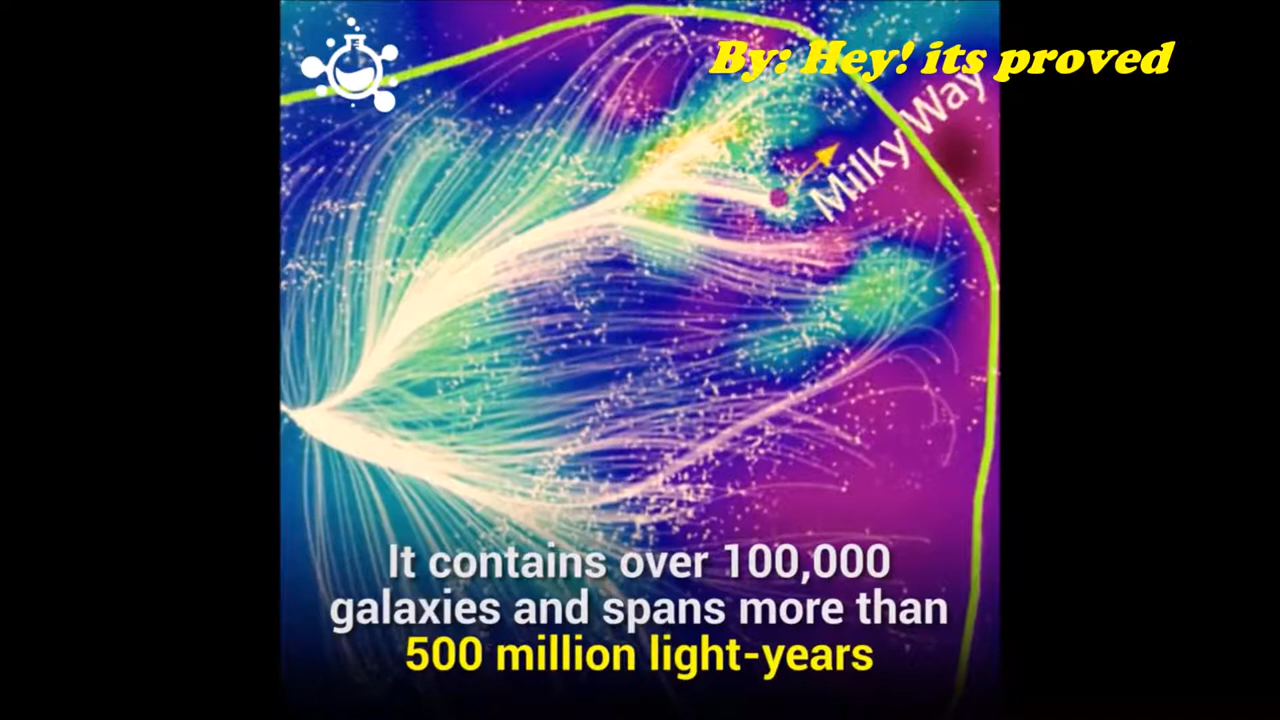 By: Hey! its proved
Milky Way
It contains over 100,000
galaxies and spans more than
500 million light-years